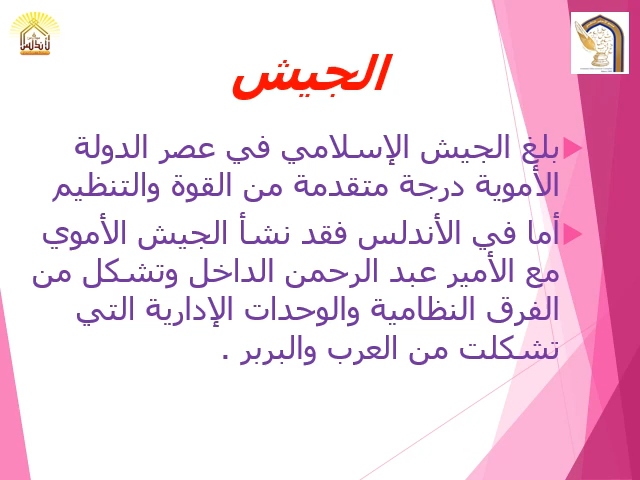 الجيش
بلغ الجيش الإسلامي في عصر الدولة
الأموية درجة متقدمة من القوة والتنظيم
أما في الأندلس فقد نشأ الجيش الأموي
مع الأمير عبد الرحمن الداخل وتشكل من
الفرق النظامية والوحدات الإدارية التي
تشكلت من العرب والبربر .